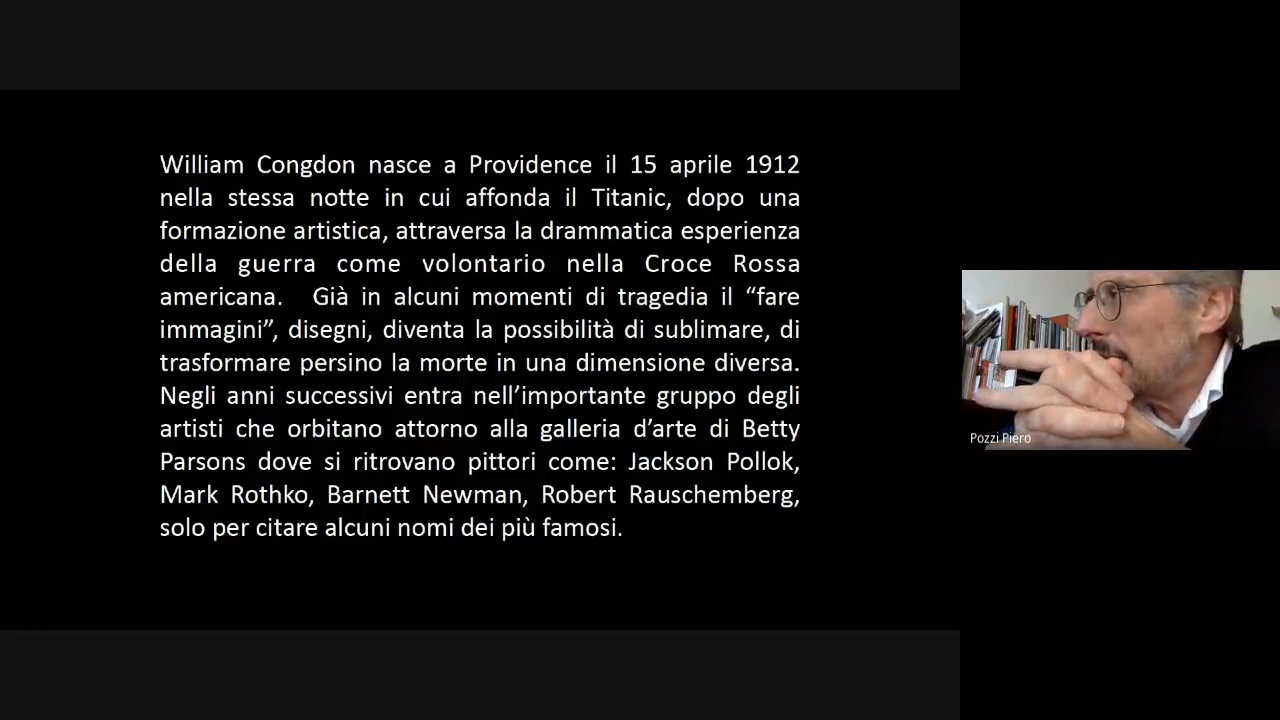 William Congdon nasce a Providence il 15 aprile 1912
nella stessa notte in cui affonda il Titanic, dopo una
formazione artistica, attraversa la drammatica esperienza
della guerra come volontario nella Croce Rossa
americana.  Già in alcuni momenti di tragedia il “fare
immagini”, disegni, diventa la possibilità di sublimare, di
trasformare persino la morte in una dimensione diversa.
Negli anni successivi entra nell’importante gruppo degli
artisti che orbitano attorno alla galleria d’arte di Betty
Parsons dove si ritrovano pittori come: Jackson Pollok,
Mark Rothko, Barnett Newman, Robert Rauschemberg,
solo per citare alcuni nomi dei più famosi.
Pozzi Piero